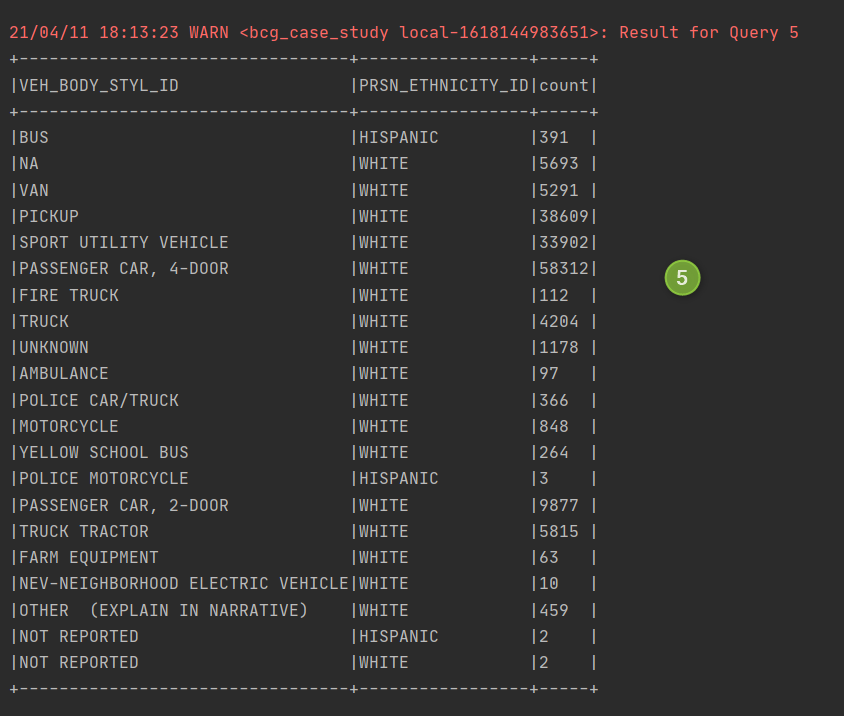 21/04/11 18:13:23 WARN <bcg_case_study local-1618144983651>: Result for Query 5
+---------------------------------+-----------------+-----+
|VEH_BODY_STYL_ID                 |PRSN_ETHNICITY_ID|count|
+---------------------------------+-----------------+-----+
|BUS                              |HISPANIC         |391  |
|NA                               |WHITE            |5693 |
|VAN                              |WHITE            |5291 |
|PICKUP                           |WHITE            |38609|
|SPORT UTILITY VEHICLE            |WHITE            |33902|
|PASSENGER CAR, 4-DOOR            |WHITE            |58312|
5
|FIRE TRUCK                       |WHITE            |112  |
|TRUCK                            |WHITE            |4204 |
|UNKNOWN                          |WHITE            |1178 |
|AMBULANCE                        |WHITE            |97   |
|POLICE CAR/TRUCK                 |WHITE            |366  |
|MOTORCYCLE                       |WHITE            |848  |
|YELLOW SCHOOL BUS                |WHITE            |264  |
|POLICE MOTORCYCLE                |HISPANIC         |3    |
|PASSENGER CAR, 2-DOOR            |WHITE            |9877 |
|TRUCK TRACTOR                    |WHITE            |5815 |
|FARM EQUIPMENT                   |WHITE            |63   |
|NEV-NEIGHBORHOOD ELECTRIC VEHICLE|WHITE            |10   |
|OTHER  (EXPLAIN IN NARRATIVE)    |WHITE            |459  |
|NOT REPORTED                     |HISPANIC         |2    |
|NOT REPORTED                     |WHITE            |2    |
+---------------------------------+-----------------+-----+